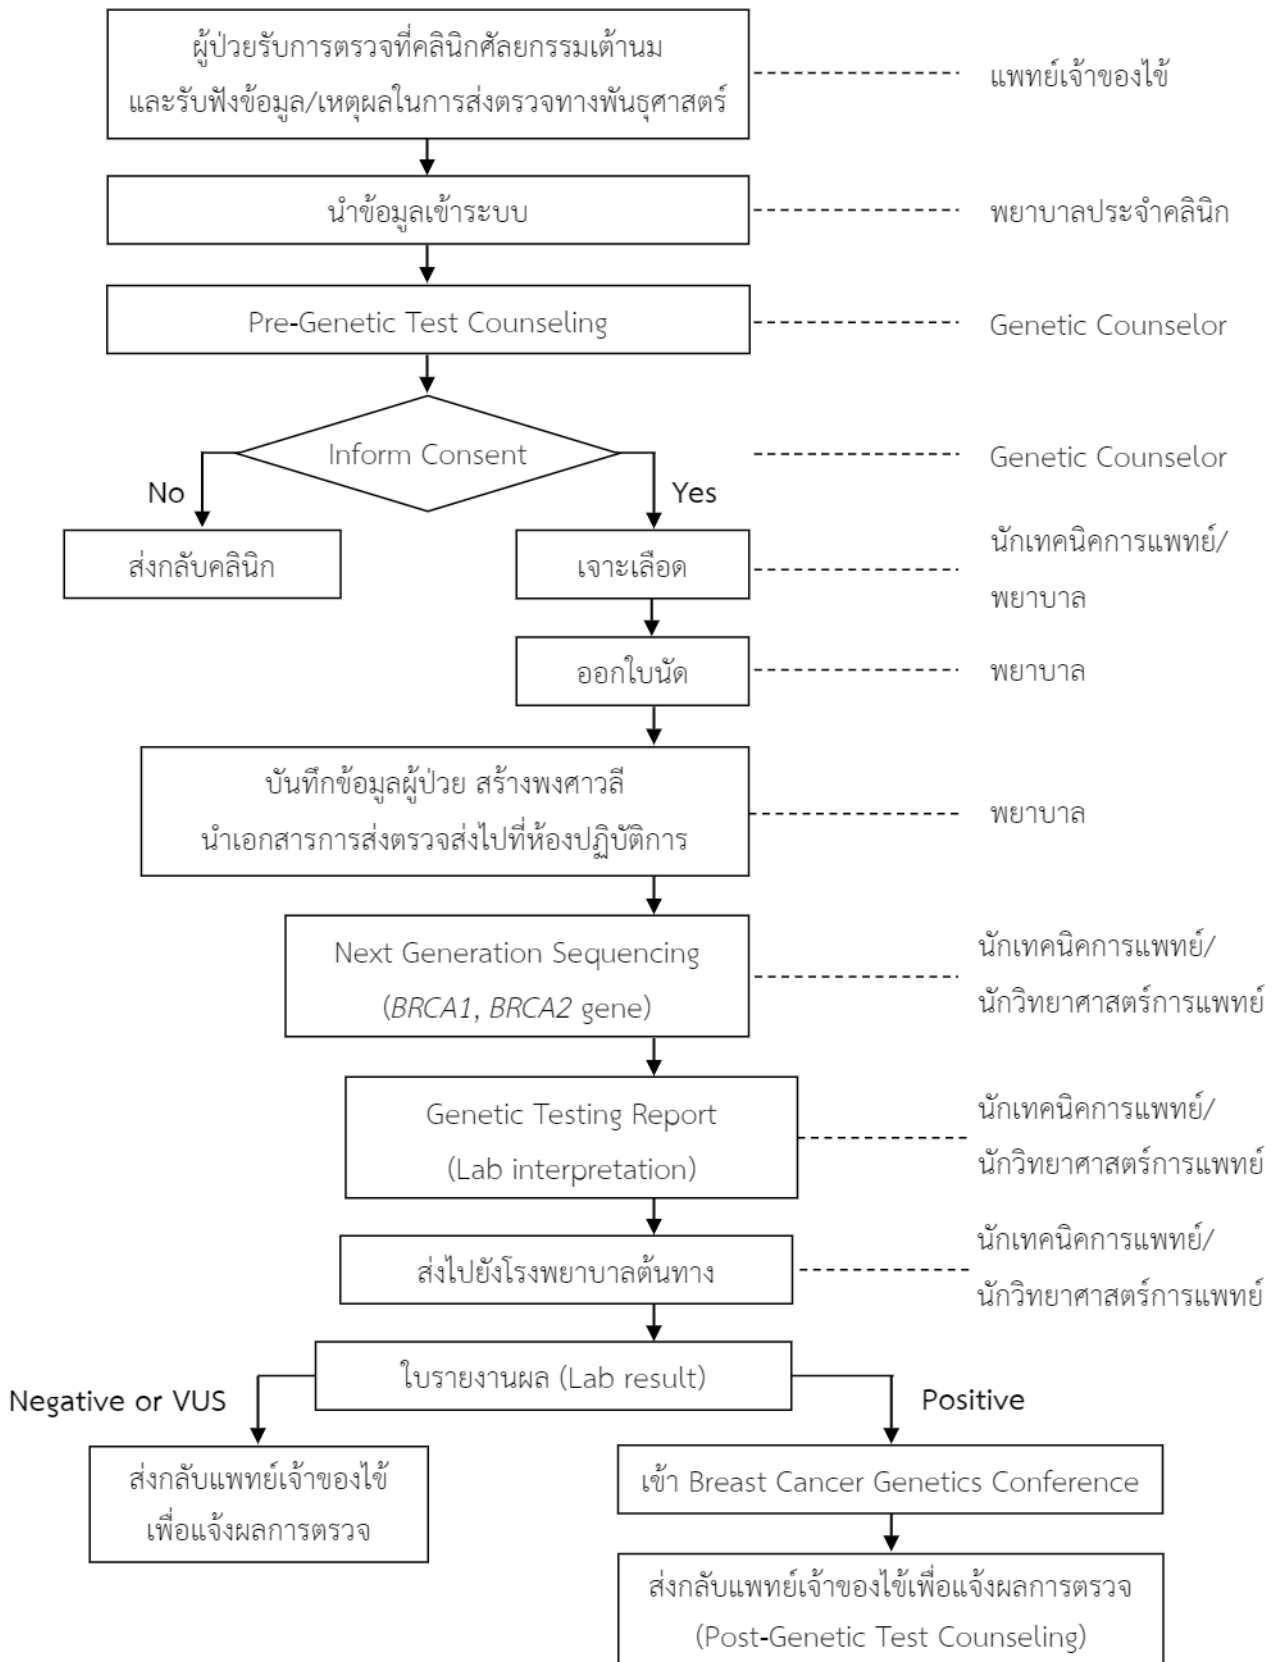 ผู้ป่วยรับการตรวจที่คลินิกศัลยกรรมเต้านม
และรับฟังข้อมูล/เหตุผลในการส่งตรวจทางพันธุศาสตร์
แพทย์เจ้าของไข้
นำข้อมูลเข้าระบบ
พยาบาลประจำคลินิก
Pre-Genetic Test Counseling
Genetic Counselor
Inform Consent
Genetic Counselor
No
Yes
ส่งกลับคลินิก
เจาะเลือด
นักเทคนิคการแพทย์/
พยาบาล
ออกใบนัด
พยาบาล
บันทึกข้อมูลผู้ป่วย สร้างพงศาวลี
นำเอกสารการส่งตรวจส่งไปที่ห้องปฏิบัติการ
พยาบาล
Next Generation Sequencing
(BRCA1, BRCA2 gene)
นักเทคนิคการแพทย์/
นักวิทยาศาสตร์การแพทย์
Genetic Testing Report
(Lab interpretation)
นักเทคนิคการแพทย์/
นักวิทยาศาสตร์การแพทย์
ส่งไปยังโรงพยาบาลต้นทาง
นักเทคนิคการแพทย์/
นักวิทยาศาสตร์การแพทย์
ใบรายงานผล (Lab result)
Negative or VUS
Positive
ส่งกลับแพทย์เจ้าของไข้
เพื่อแจ้งผลการตรวจ
เข้า Breast Cancer Genetics Conference
ส่งกลับแพทย์เจ้าของไข้เพื่อแจ้งผลการตรวจ
(Post-Genetic Test Counseling)